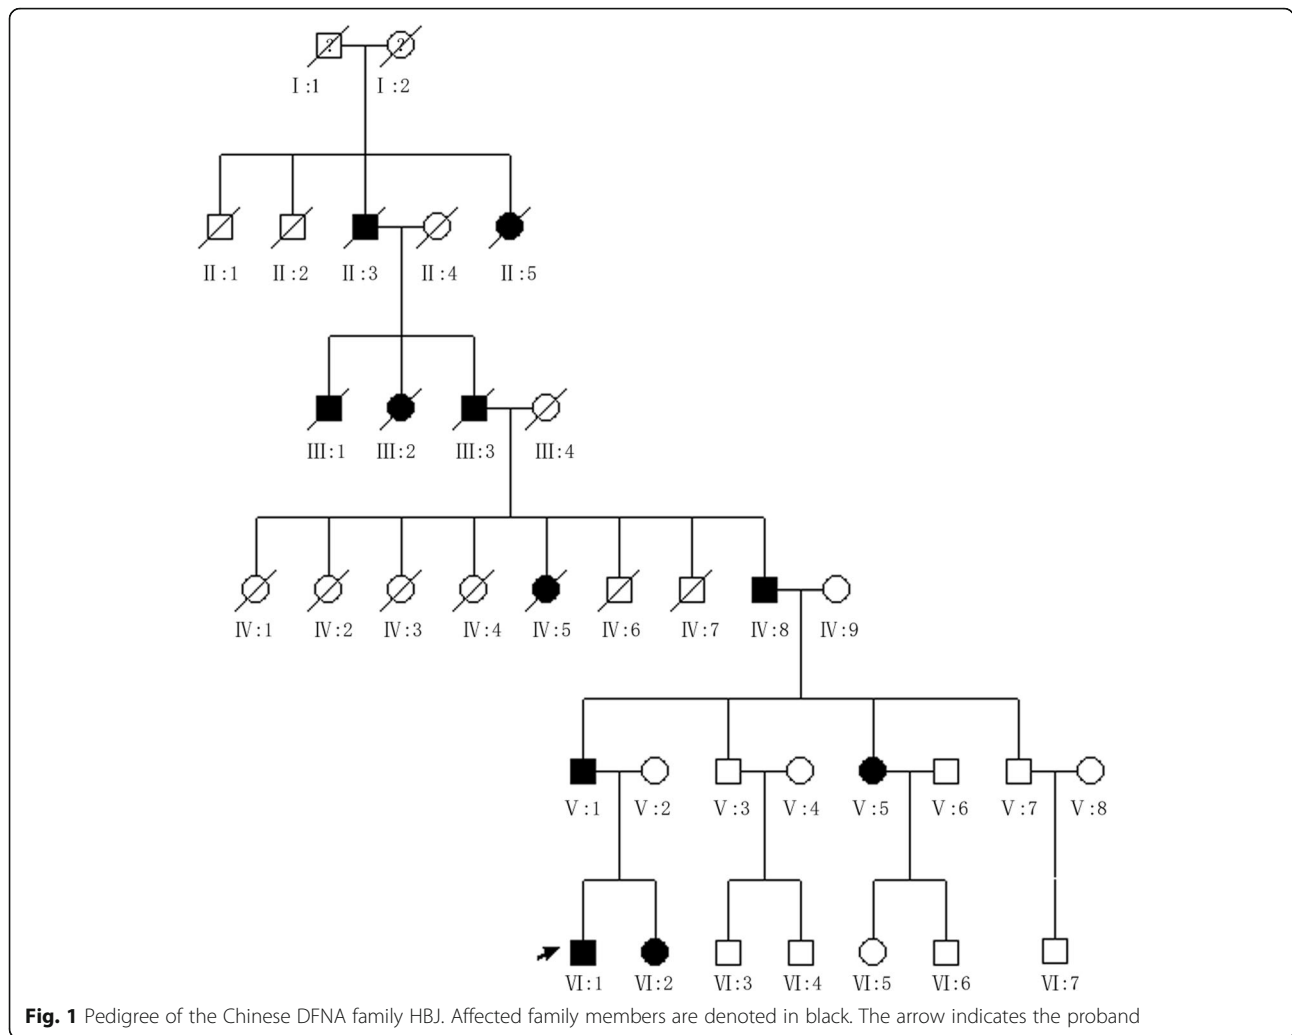 ? ?
Ⅰ:1 Ⅰ:2
Ⅱ:1 Ⅱ:2 Ⅱ:3 Ⅱ:4 Ⅱ:5
Ⅲ:1 Ⅲ:2 Ⅲ:3 Ⅲ:4
Ⅳ:1 Ⅳ:2 Ⅳ:3 Ⅳ:4 Ⅳ:5 Ⅳ:6 Ⅳ:7 Ⅳ:8 Ⅳ:9
Ⅴ:1 Ⅴ:2 Ⅴ:3 Ⅴ:4 Ⅴ:5 Ⅴ:6 Ⅴ:7 Ⅴ:8
Ⅵ:1 Ⅵ:2 Ⅵ:3 Ⅵ:4 Ⅵ:5 Ⅵ:6 Ⅵ:7
Fig. 1 Pedigree of the Chinese DFNA family HBJ. Affected family members are denoted in black. The arrow indicates the proband